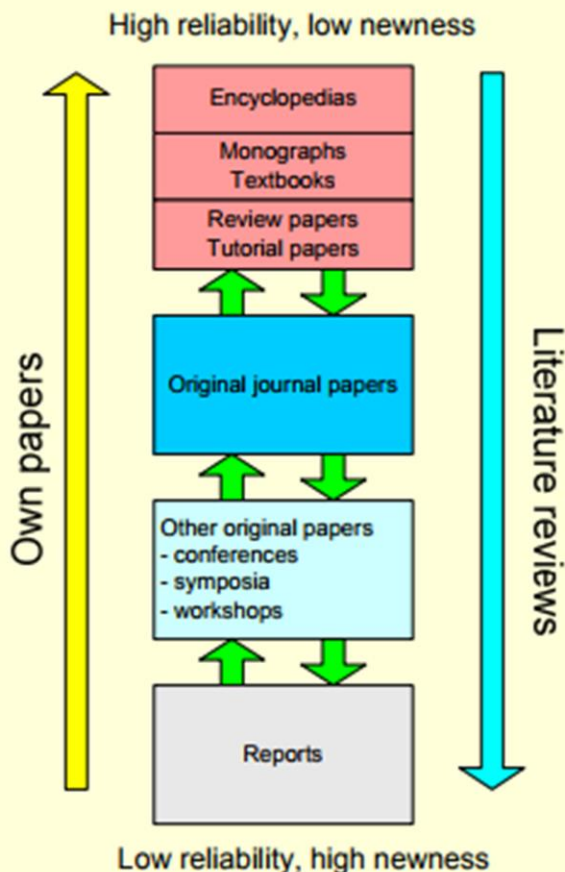 High reliability, low newness
Encyclopedias
Monographs
Textbooks
Review papers
Tutorial papers
Original journal papers
Own papers
Literature reviews
Other original papers
- conferences
- symposia
- workshops
Reports
Low reliability, high newness